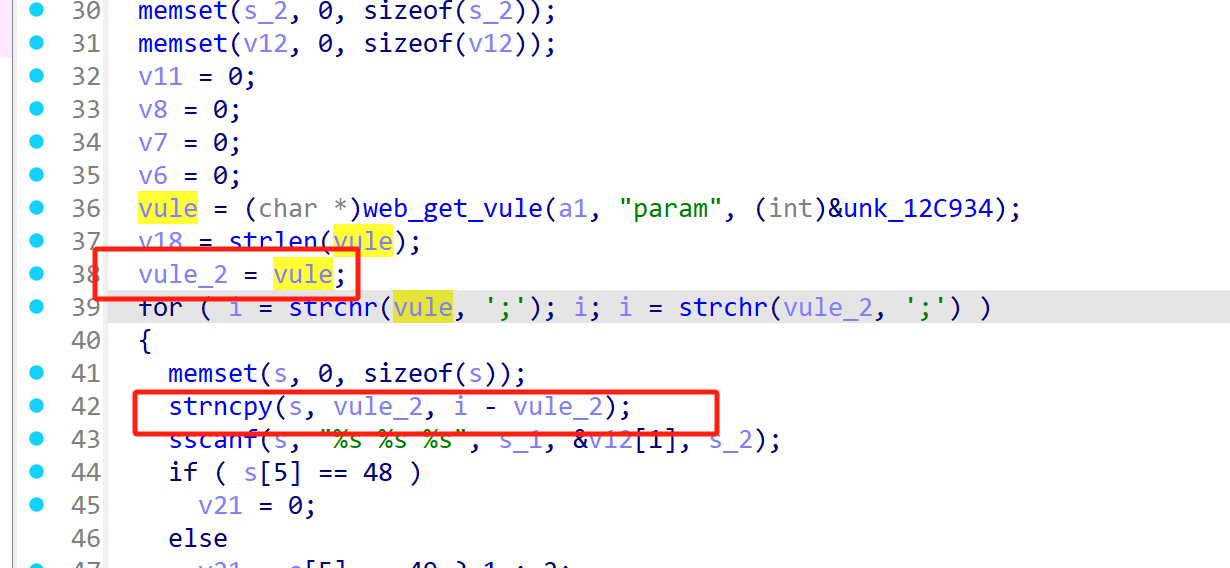 30 memset(s_2, 0, sizeof(s_2));
31 memset(v12, 0, sizeof(v12));
32 v11 = 0;
33 v8 = 0;
34 v7 = 0;
35 v6 = 0;
36 vule = (char *)web_get_vule(a1, "param", (int)&unk_12C934);
37 v18 = strlen(vule);
38 vule_2 = vule;
39 for ( i = strchr(vule, ';'); i; i = strchr(vule_2, ';') )
40 {
41 memset(s, 0, sizeof(s));
42 strncpy(s, vule_2, i - vule_2);
43 sscanf(s, "%s %s %s", s_1, &v12[1], s_2);
44 if ( s[5] == 48 )
45 v21 = 0;
46 else